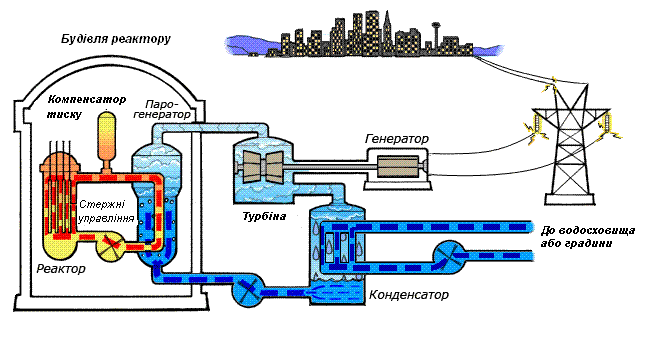 Будівля реактору
Компенсатор
тиску
Паро-
генератор
Генератор
Стержні
управління
Турбіна
До водосховища
або градини
Реактор
Конденсатор